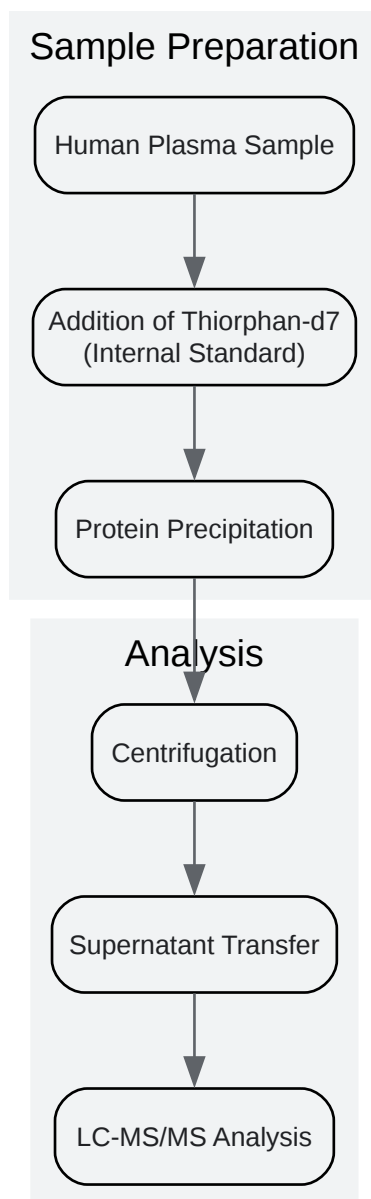 Sample Preparation
Human Plasma Sample
Addition of Thiorphan-d7
(Internal Standard)
Protein Precipitation
Analysis
Centrifugation
Supernatant Transfer
LC-MS/MS Analysis